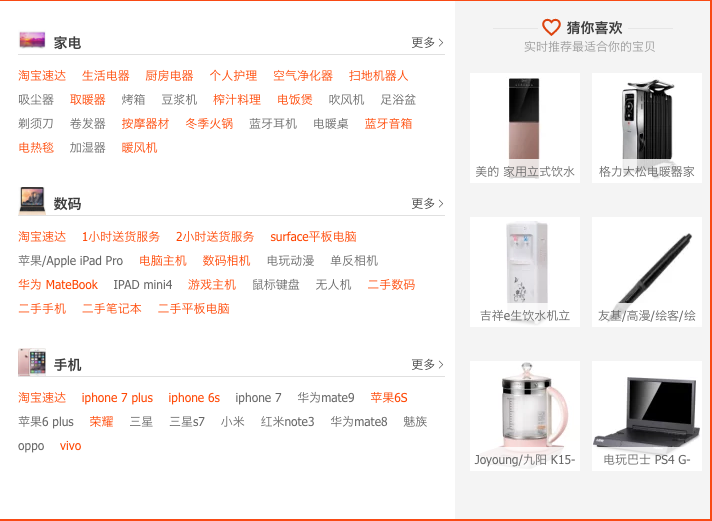 家电 更多
淘宝速达 生活电器 厨房电器 个人护理 空气净化器 扫地机器人
吸尘器 取暖器 烤箱 豆浆机 榨汁料理 电饭煲 吹风机 足浴盆
剃须刀 卷发器 按摩器材 冬季火锅 蓝牙耳机 电暖桌 蓝牙音箱
电热毯 加湿器 暖风机
数码 更多
淘宝速达 1小时送货服务 2小时送货服务 surface平板电脑
苹果/Apple iPad Pro 电脑主机 数码相机 电玩动漫 单反相机
华为 MateBook IPAD mini4 游戏主机 鼠标键盘 无人机 二手数码
二手手机 二手笔记本 二手平板电脑
手机 更多
淘宝速达 iphone 7 plus iphone 6s iphone 7 华为mate9 苹果6S
苹果6 plus 荣耀 三星 三星s7 小米 红米note3 华为mate8 魅族
oppo vivo
猜你喜欢
实时推荐最适合你的宝贝
美的 家用立式饮水
格力大松电暖器家
吉祥e生饮水机立
友基/高漫/绘客/绘
Joyoung/九阳 K15-
电玩巴士 PS4 G-